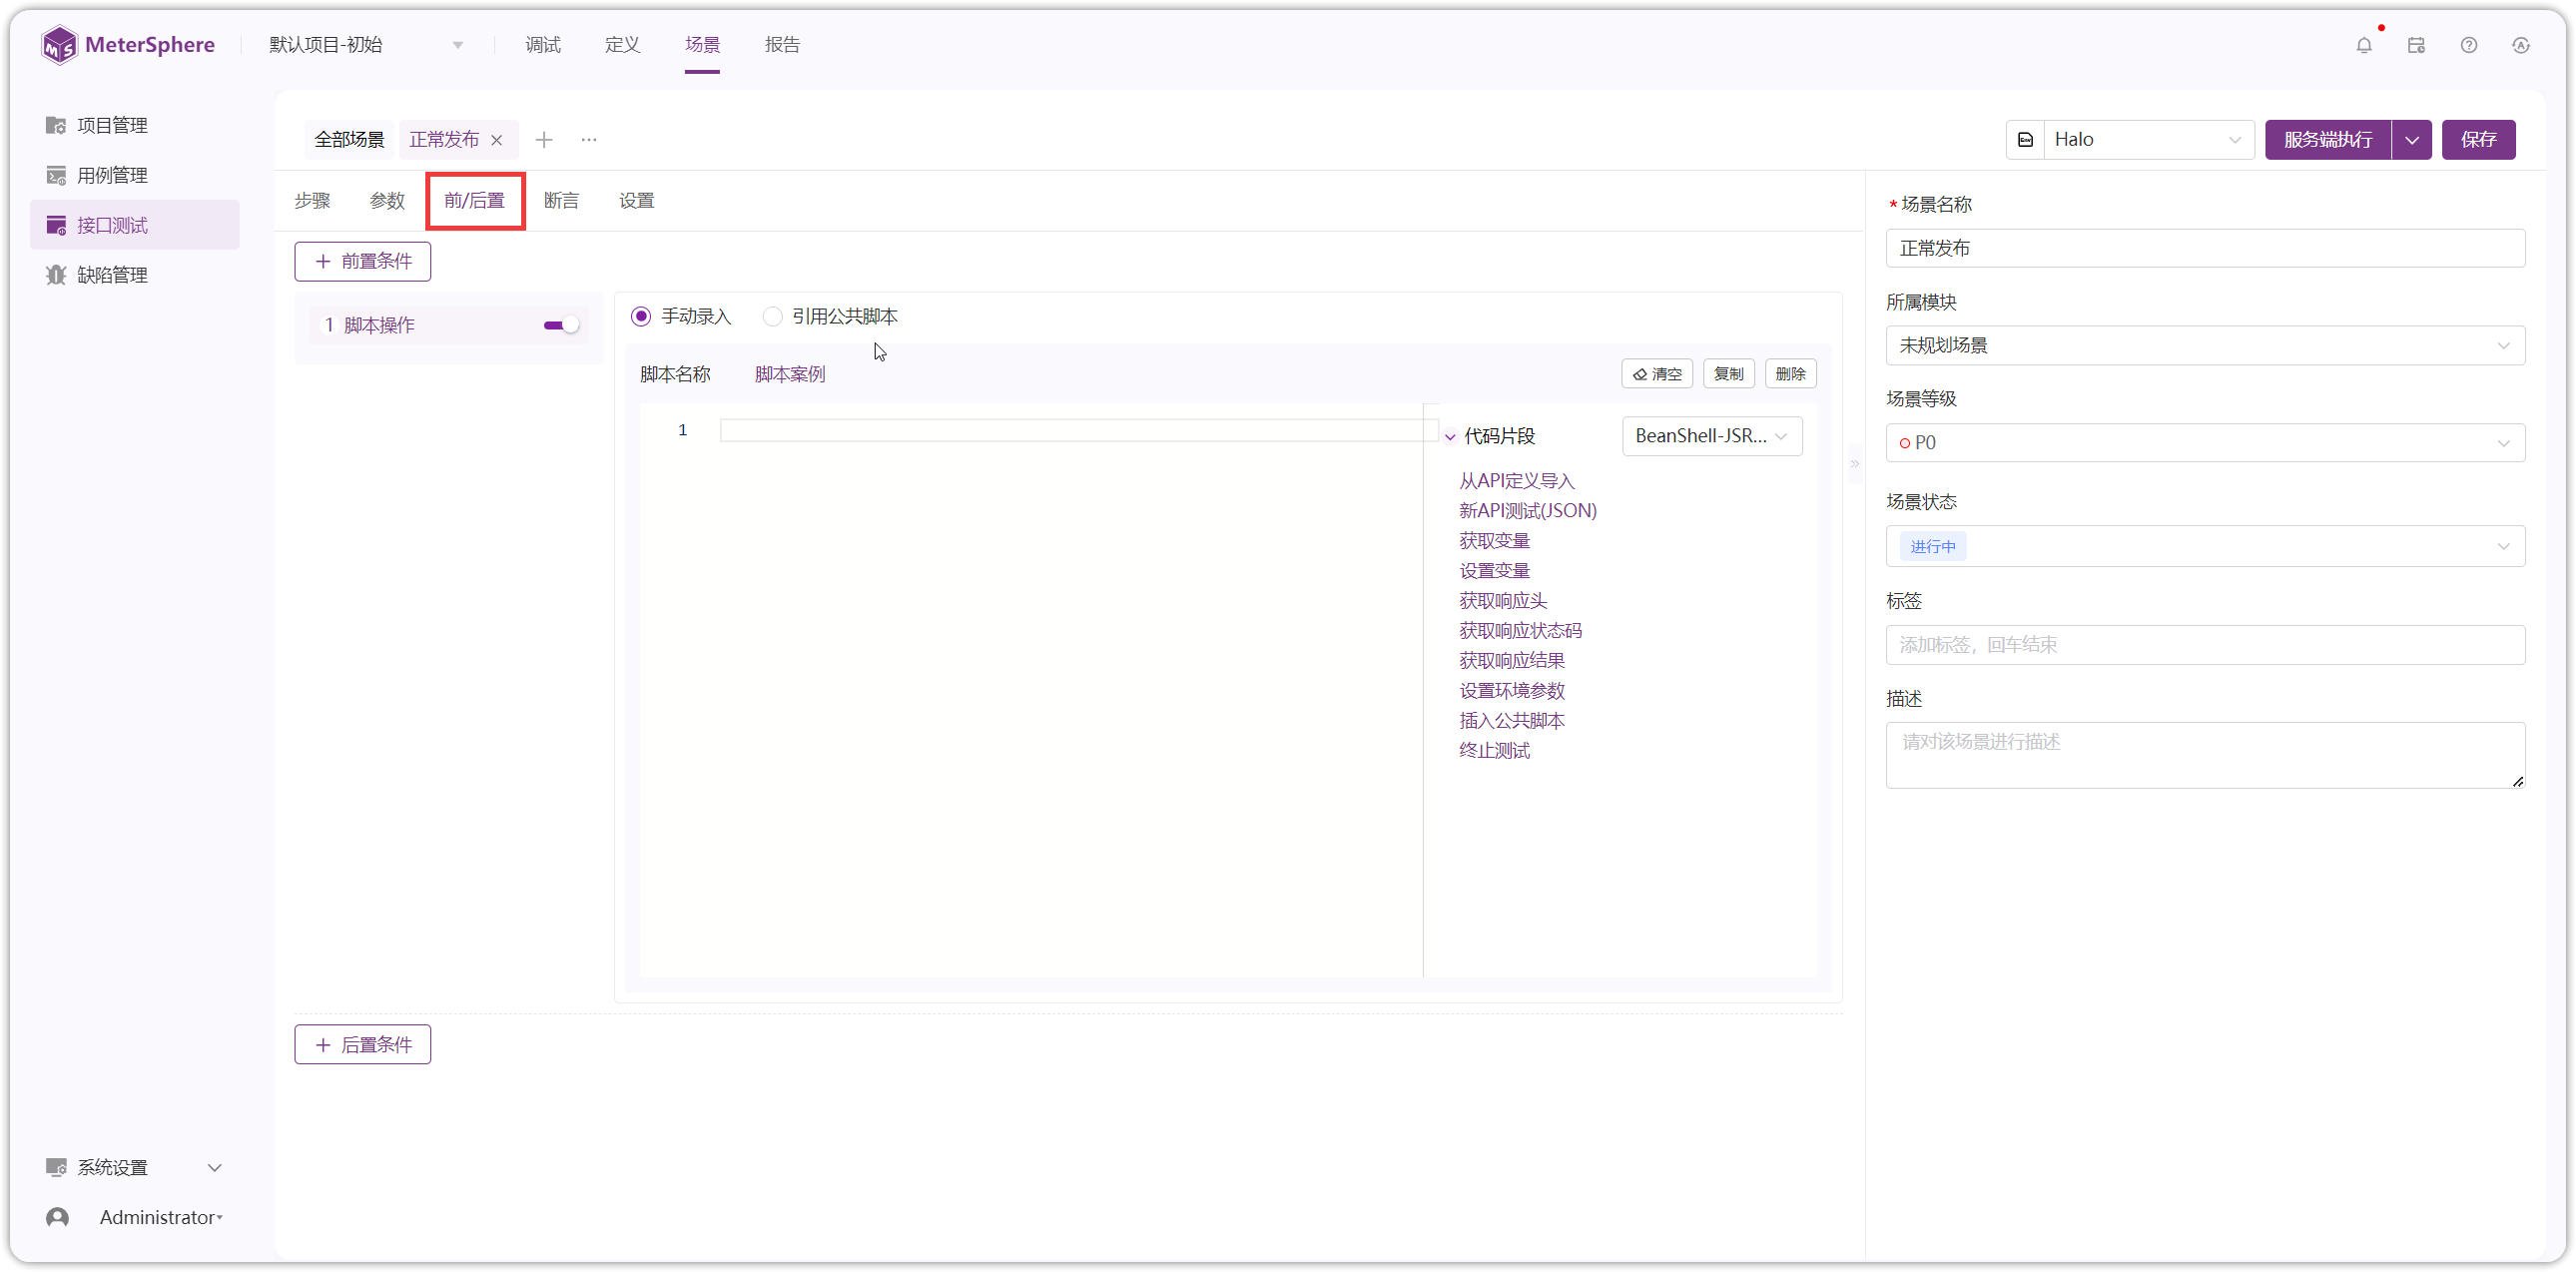 MeterSphere
默认项目-初始
调试
定义
场景
报告
项目管理
用例管理
接口测试
缺陷管理
系统设置
Administrator
全部场景
正常发布
Halo
服务端执行
保存
步骤
参数
前/后置
断言
设置
前置条件
1 脚本操作
手动录入
引用公共脚本
脚本名称
脚本案例
清空
复制
删除
1
代码片段
BeanShell-JSR...
从API定义导入
新API测试(JSON)
获取变量
设置变量
获取响应头
获取响应状态码
获取响应结果
设置环境参数
插入公共脚本
终止测试
后置条件
* 场景名称
正常发布
所属模块
未规划场景
场景等级
P0
场景状态
进行中
标签
添加标签，回车结束
描述
请对该场景进行描述